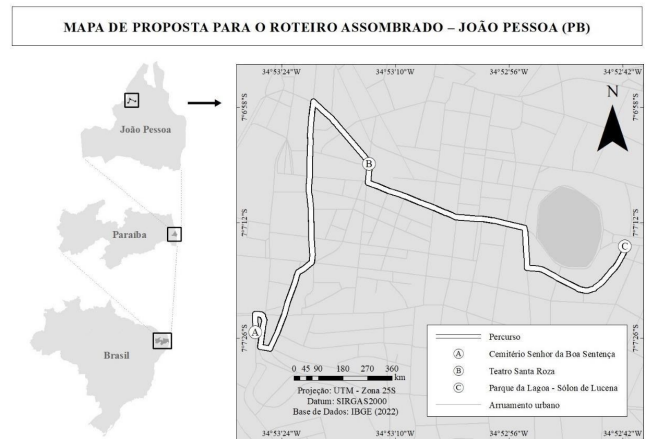 MAPA DE PROPOSTA PARA O ROTEIRO ASSOMBRADO – JOÃO PESSOA (PB)
34°53'24"W 34°53'10"W 34°52'56"W 34°52'42"W
7°6'58"S 7°6'58"S
N
João Pessoa
B
7°7'12"S 7°7'12"S
Paraíba
C
A
7°7'26"S 7°7'26"S
Brasil
0 45 90 180 270 360
km
Projeção: UTM - Zona 25S
Datum: SIRGAS2000
Base de Dados: IBGE (2022)
Percurso
A Cemitério Senhor da Boa Sentença
B Teatro Santa Roza
C Parque da Lagoa - Sólon de Lucena
Arruamento urbano
34°53'24"W 34°53'10"W 34°52'56"W 34°52'42"W